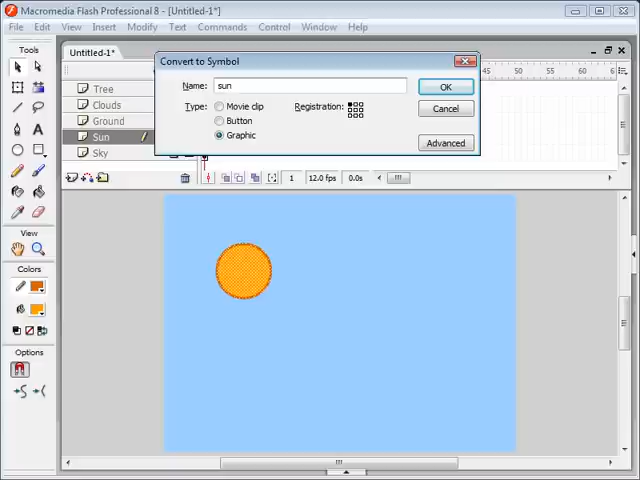 Macromedia Flash Professional 8 - [Untitled-1*]
File Edit View Insert Modify Text Commands Control Window Help
Tools
Untitled-1*
Convert to Symbol
Name: sun
OK
Type: Movie clip
Registration:
Button
Graphic
Cancel
Advanced
Tree
Clouds
Ground
Sun
Sky
45 50 55 60
1 12.0 fps 0.0s
View
Colors
Options